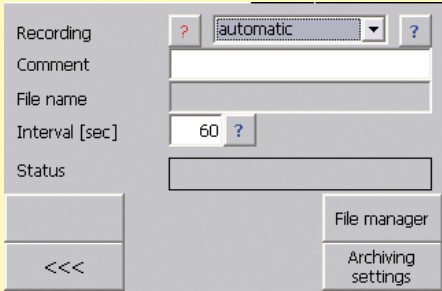 Recording ? automatic ?
Comment
File name
Interval [sec] 60 ?
Status
File manager
<<< Archiving
settings